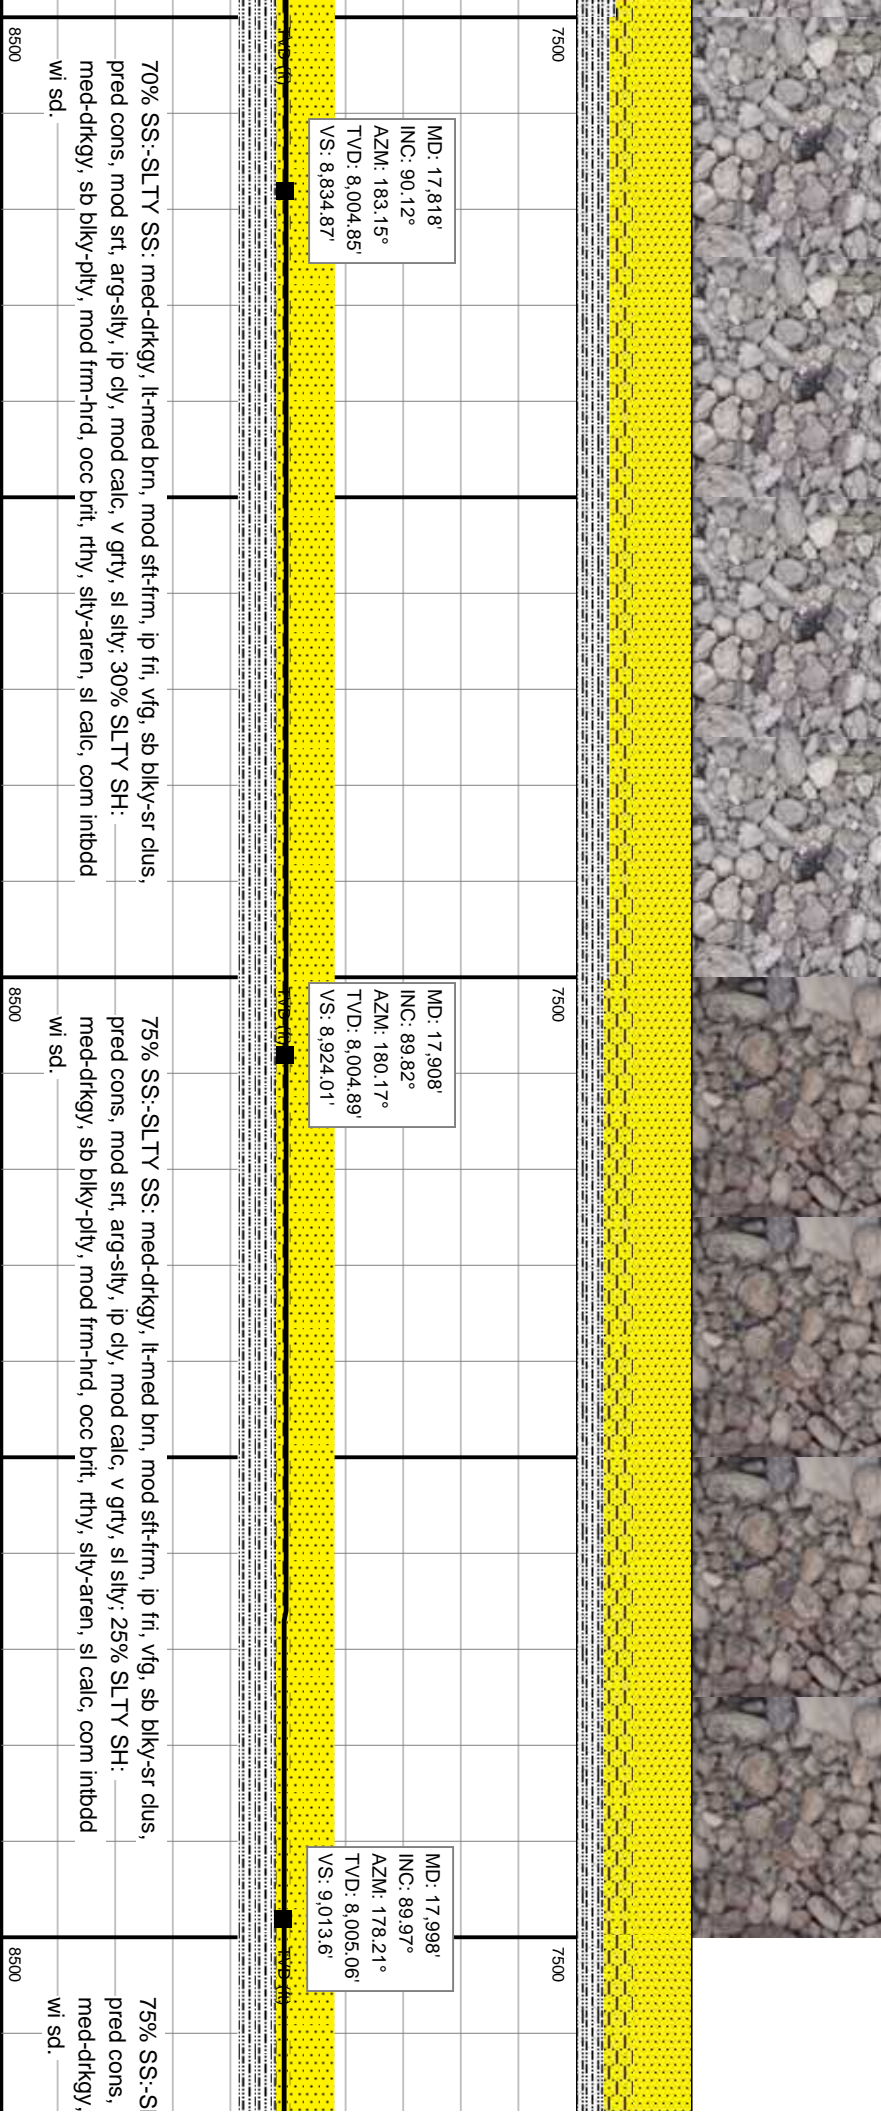 8500
7500
TVD (ft)
MD: 17,818'
INC: 90.12°
AZM: 183.15°
TVD: 8,004.85'
VS: 8,834.87'
70% SS:-SLTY SS: med-drkgy, lt-med brn, mod sft-frm, ip fri, vfg, sb blky-sr clus,
pred cons, mod srt, arg-slty, ip cly, mod calc, v grty, sl slty; 30% SLTY SH:
med-drkgy, sb blky-plty, mod frm-hrd, occ brit, rthy, slty-aren, sl calc, com intbdd
wi sd.
8500
7500
TVD (ft)
MD: 17,908'
INC: 89.82°
AZM: 180.17°
TVD: 8,004.89'
VS: 8,924.01'
75% SS:-SLTY SS: med-drkgy, lt-med brn, mod sft-frm, ip fri, vfg, sb blky-sr clus,
pred cons, mod srt, arg-slty, ip cly, mod calc, v grty, sl slty; 25% SLTY SH:
med-drkgy, sb blky-plty, mod frm-hrd, occ brit, rthy, slty-aren, sl calc, com intbdd
wi sd.
MD: 17,998'
INC: 89.97°
AZM: 178.21°
TVD: 8,005.06'
VS: 9,013.6'
8500
7500
TVD (ft)
75% SS:-S
pred cons,
med-drkgy,
wi sd.